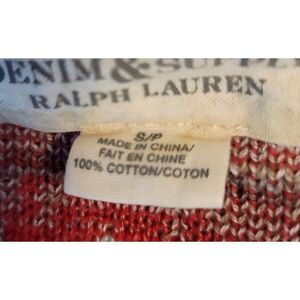 DENIM & SUPPLY
RALPH LAUREN
S/P
MADE IN CHINA/
FAIT EN CHINE
100% COTTON/COTON